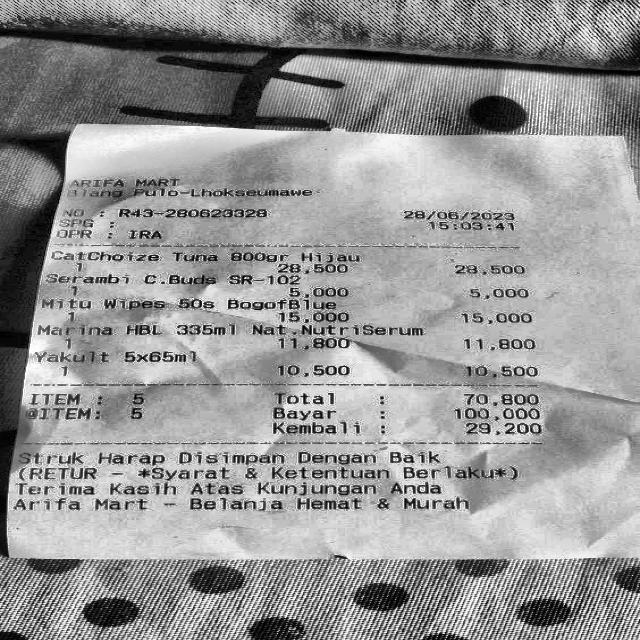 ARIFA MART
Blang Pulo-Lhokseumawe
NO : R43-280623328 28/06/2023
SPG : 15:03:41
OPR : IRA
CatChoize Tuna 800gr Hijau
1 28,500 28,500
Serambi C.Buds SR-102
1 5,000 5,000
Mitu Wipes 50s BogofBlue
1 15,000 15,000
Marina HBL 335ml Nat.NutriSerum
1 11,800 11,800
Yakult 5x65ml
1 10,500 10,500
ITEM : 5 Total : 70,800
@ITEM: 5 Bayar : 100,000
Kembali : 29,200
Struk Harap Disimpan Dengan Baik
(RETUR - *Syarat & Ketentuan Berlaku*)
Terima Kasih Atas Kunjungan Anda
Arifa Mart - Belanja Hemat & Murah